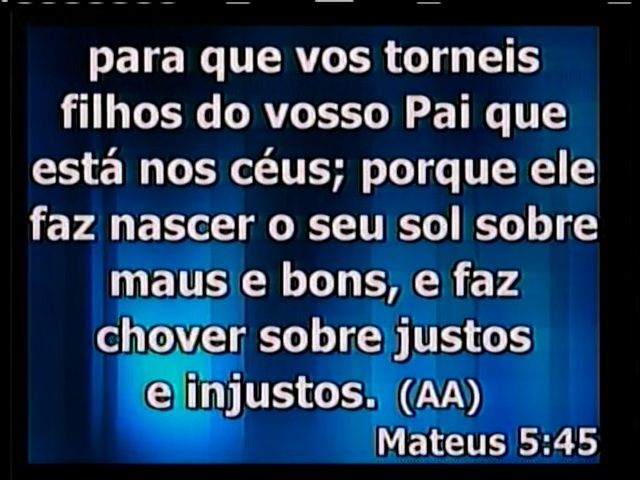 para que vos torneis
filhos do vosso Pai que
está nos céus; porque ele
faz nascer o seu sol sobre
maus e bons, e faz
chover sobre justos
e injustos. (AA)
Mateus 5:45